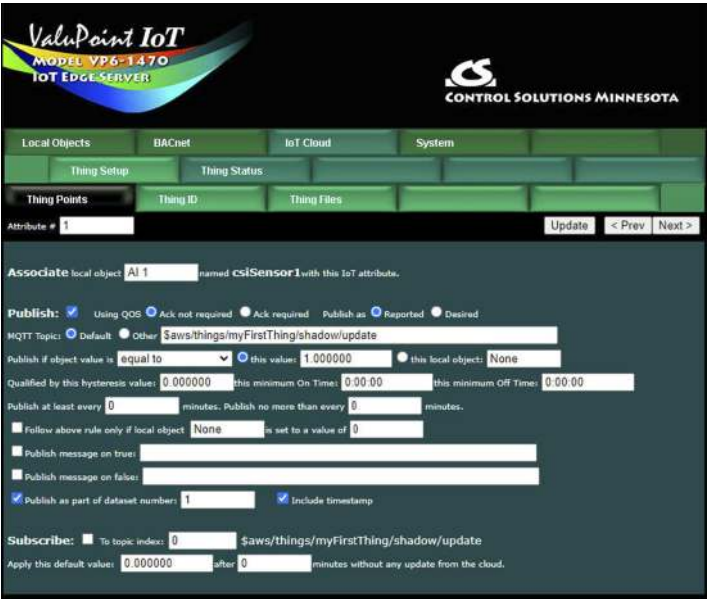 ValuPoint IoT
MODEL VP6-1470
IOT EDGE SERVER
CS
CONTROL SOLUTIONS MINNESOTA
Local Objects BACnet IoT Cloud System
Thing Setup Thing Status
Thing Points Thing ID Thing Files
Attribute # 1 Update < Prev Next >
Associate local object AI 1 named csiSensor1with this IoT attribute.
Publish: Using QOS Ack not required Ack required Publish as Reported Desired
MQTT Topic: Default Other $aws/things/myFirstThing/shadow/update
Publish if object value is equal to this value: 1.000000 this local object: None
Qualified by this hysteresis value: 0.000000 this minimum On Time: 0:00:00 this minimum Off Time: 0:00:00
Publish at least every 0 minutes. Publish no more than every 0 minutes.
Follow above rule only if local object None is set to a value of 0
Publish message on true:
Publish message on false:
Publish as part of dataset number: 1 Include timestamp
Subscribe: To topic index: 0 $aws/things/myFirstThing/shadow/update
Apply this default value: 0.000000 after 0 minutes without any update from the cloud.